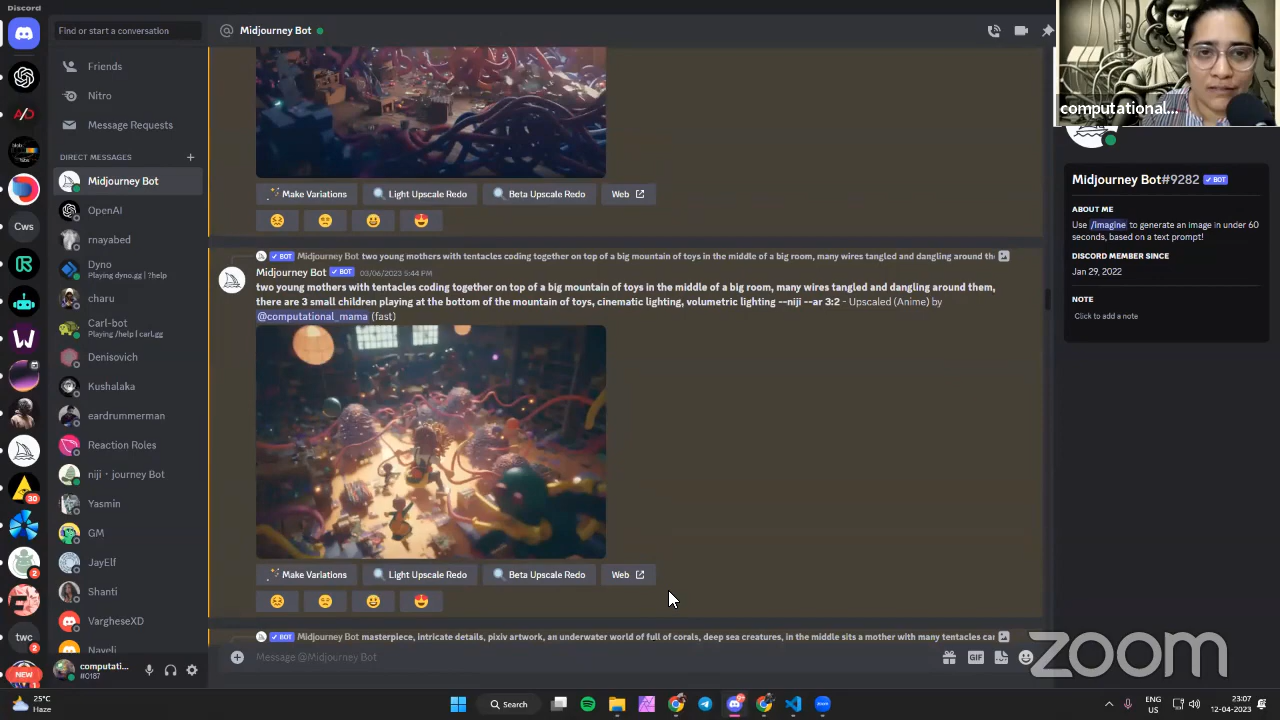 Discord
Find or start a conversation
Friends
Nitro
Message Requests
DIRECT MESSAGES
Midjourney Bot
OpenAI
rnayabed
Dyno
Playing dyno.gg | ?help
charu
Carl-bot
Playing /help | carl.gg
Denisovich
Kushalaka
eardrummerman
Reaction Roles
niji・journey Bot
Yasmin
GM
JayElf
Shanti
VargheseXD
Naveli
computati...
#0187
A/D
Cws
30
2
twc
2
NEW
Midjourney Bot
Make Variations
Light Upscale Redo
Beta Upscale Redo
Web
BOT Midjourney Bot two young mothers with tentacles coding together on top of a big mountain of toys in the middle of a big room, many wires tangled and dangling around th
Midjourney Bot BOT 03/06/2023 5:44 PM
two young mothers with tentacles coding together on top of a big mountain of toys in the middle of a big room, many wires tangled and dangling around them,
there are 3 small children playing at the bottom of the mountain of toys, cinematic lighting, volumetric lighting --niji --ar 3:2 - Upscaled (Anime) by
@computational_mama (fast)
Make Variations
Light Upscale Redo
Beta Upscale Redo
Web
BOT Midjourney Bot masterpiece, intricate details, pixiv artwork, an underwater world of full of corals, deep sea creatures, in the middle sits a mother with many tentacles car
Message @Midjourney Bot
GIF
computational...
Midjourney Bot#9282 BOT
ABOUT ME
Use /imagine to generate an image in under 60
seconds, based on a text prompt!
DISCORD MEMBER SINCE
Jan 29, 2022
NOTE
Click to add a note
zoom
25°C
Haze
Search
ENG
US
23:07
12-04-2023